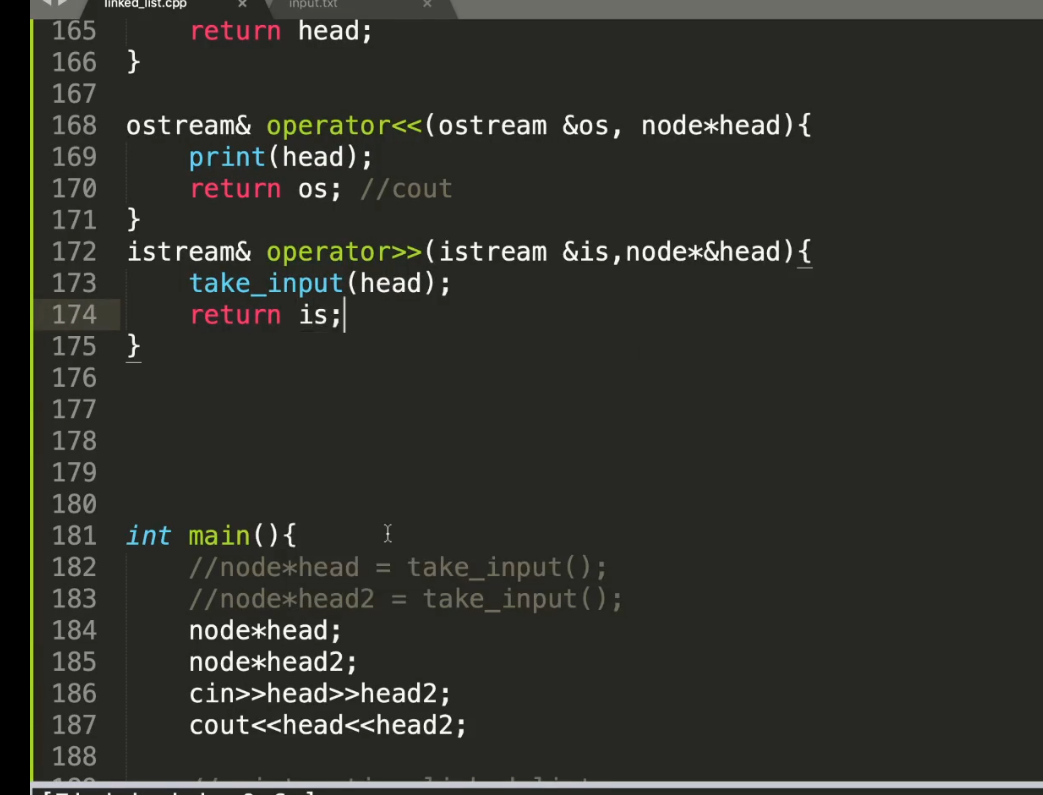 linked_list.cpp × input.txt ×
165 return head;
166 }
167
168 ostream& operator<<(ostream &os, node*head){
169 print(head);
170 return os; //cout
171 }
172 istream& operator>>(istream &is,node*&head){
173 take_input(head);
174 return is;
175 }
176
177
178
179
180
181 int main(){
182 //node*head = take_input();
183 //node*head2 = take_input();
184 node*head;
185 node*head2;
186 cin>>head>>head2;
187 cout<<head<<head2;
188